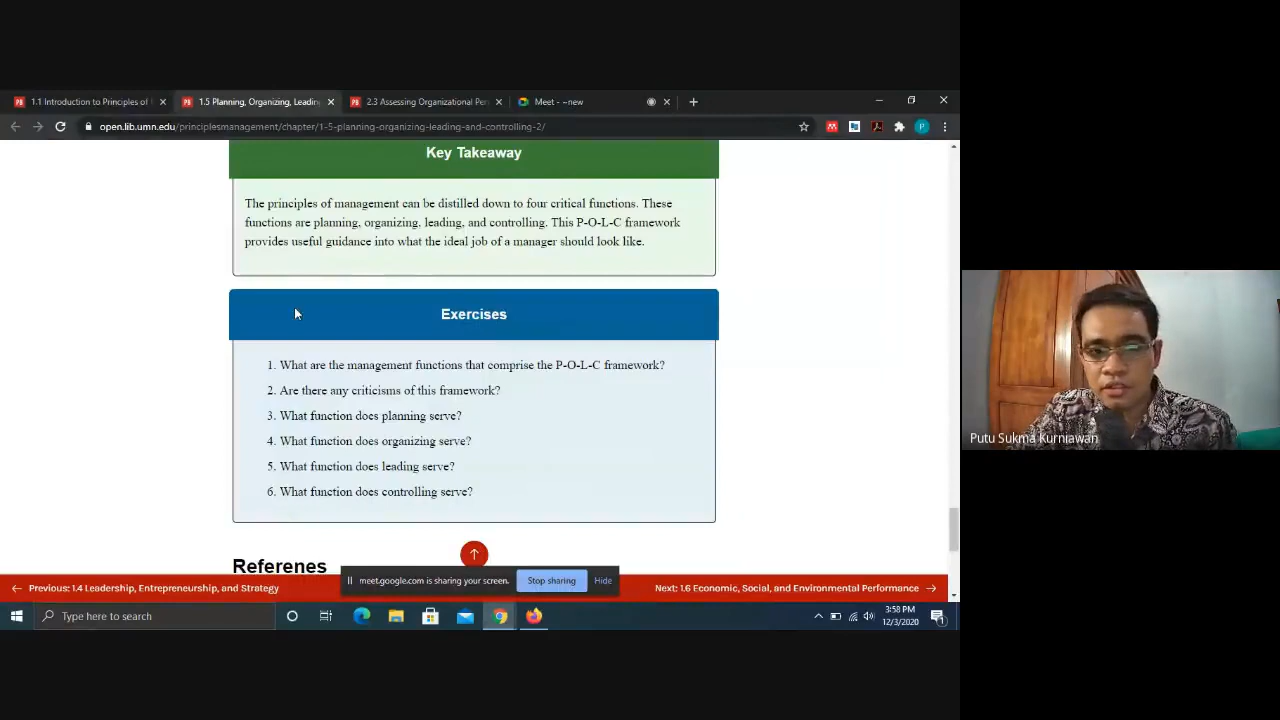 1.1 Introduction to Principles of
1.5 Planning, Organizing, Leadin
2.3 Assessing Organizational Per
Meet - ~new
open.lib.umn.edu/principlesmanagement/chapter/1-5-planning-organizing-leading-and-controlling-2/
P
Key Takeaway
The principles of management can be distilled down to four critical functions. These
functions are planning, organizing, leading, and controlling. This P-O-L-C framework
provides useful guidance into what the ideal job of a manager should look like.
Exercises
1. What are the management functions that comprise the P-O-L-C framework?
2. Are there any criticisms of this framework?
3. What function does planning serve?
4. What function does organizing serve?
5. What function does leading serve?
6. What function does controlling serve?
Referenes
meet.google.com is sharing your screen.
Stop sharing
Hide
Previous: 1.4 Leadership, Entrepreneurship, and Strategy
Next: 1.6 Economic, Social, and Environmental Performance
Type here to search
3:58 PM
12/3/2020
1
Putu Sukma Kurniawan